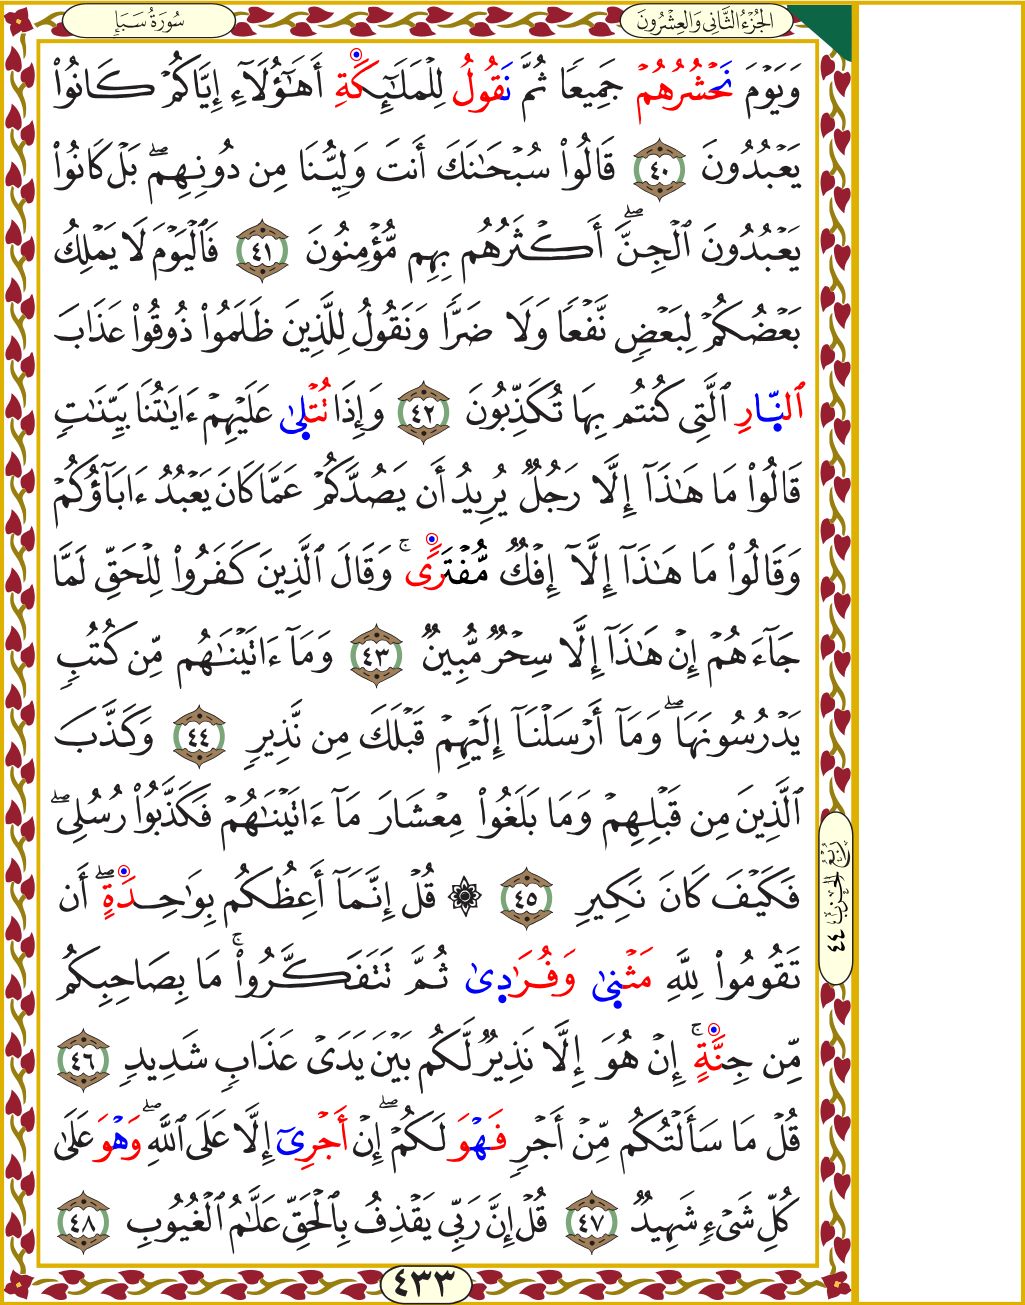 الجُزْءُ الثَّانِي وَالعِشْرُونَ
سُورَةُ سَبَإٍ
وَيَوْمَ نَحْشُرُهُمْ جَمِيعًا ثُمَّ نَقُولُ لِلْمَلَٰٓئِكَةِ أَهَٰٓؤُلَآءِ إِيَّاكُمْ كَانُوا۟
يَعْبُدُونَ ٤٠ قَالُوا۟ سُبْحَٰنَكَ أَنتَ وَلِيُّنَا مِن دُونِهِمۖ بَلْ كَانُوا۟
يَعْبُدُونَ ٱلْجِنَّۖ أَكْثَرُهُم بِهِم مُّؤْمِنُونَ ٤١ فَٱلْيَوْمَ لَا يَمْلِكُ
بَعْضُكُمْ لِبَعْضٍ نَّفْعًا وَلَا ضَرًّا وَنَقُولُ لِلَّذِينَ ظَلَمُوا۟ ذُوقُوا۟ عَذَابَ
ٱلنَّارِ ٱلَّتِى كُنتُم بِهَا تُكَذِّبُونَ ٤٢ وَإِذَا تُتْلَىٰ عَلَيْهِمْ ءَايَٰتُنَا بَيِّنَٰتٍ
قَالُوا۟ مَا هَٰذَآ إِلَّا رَجُلٌ يُرِيدُ أَن يَصُدَّكُمْ عَمَّا كَانَ يَعْبُدُ ءَابَآؤُكُمْ
وَقَالُوا۟ مَا هَٰذَآ إِلَّآ إِفْكٌ مُّفْتَرًىۚ وَقَالَ ٱلَّذِينَ كَفَرُوا۟ لِلْحَقِّ لَمَّا
جَآءَهُمْ إِنْ هَٰذَآ إِلَّا سِحْرٌ مُّبِينٌ ٤٣ وَمَآ ءَاتَيْنَٰهُم مِّن كُتُبٍ
يَدْرُسُونَهَاۖ وَمَآ أَرْسَلْنَآ إِلَيْهِمْ قَبْلَكَ مِن نَّذِيرٍ ٤٤ وَكَذَّبَ
ٱلَّذِينَ مِن قَبْلِهِمْ وَمَا بَلَغُوا۟ مِعْشَارَ مَآ ءَاتَيْنَٰهُمْ فَكَذَّبُوا۟ رُسُلِىۖ
فَكَيْفَ كَانَ نَكِيرِ ٤٥ ۞ قُلْ إِنَّمَآ أَعِظُكُم بِوَٰحِدَةٍۖ أَن
تَقُومُوا۟ لِلَّهِ مَثْنَىٰ وَفُرَٰدَىٰ ثُمَّ تَتَفَكَّرُوا۟ۚ مَا بِصَاحِبِكُم
مِّن جِنَّةٍۚ إِنْ هُوَ إِلَّا نَذِيرٌ لَّكُم بَيْنَ يَدَىْ عَذَابٍ شَدِيدٍ ٤٦
قُلْ مَا سَأَلْتُكُم مِّنْ أَجْرٍ فَهْوَ لَكُمْۖ إِنْ أَجْرِىَ إِلَّا عَلَى ٱللَّهِۖ وَهْوَ عَلَىٰ
كُلِّ شَىْءٍ شَهِيدٌ ٤٧ قُلْ إِنَّ رَبِّى يَقْذِفُ بِٱلْحَقِّ عَلَّٰمُ ٱلْغُيُوبِ ٤٨
رُبْعُ الحِزْبِ ٤٤
٤٣٣